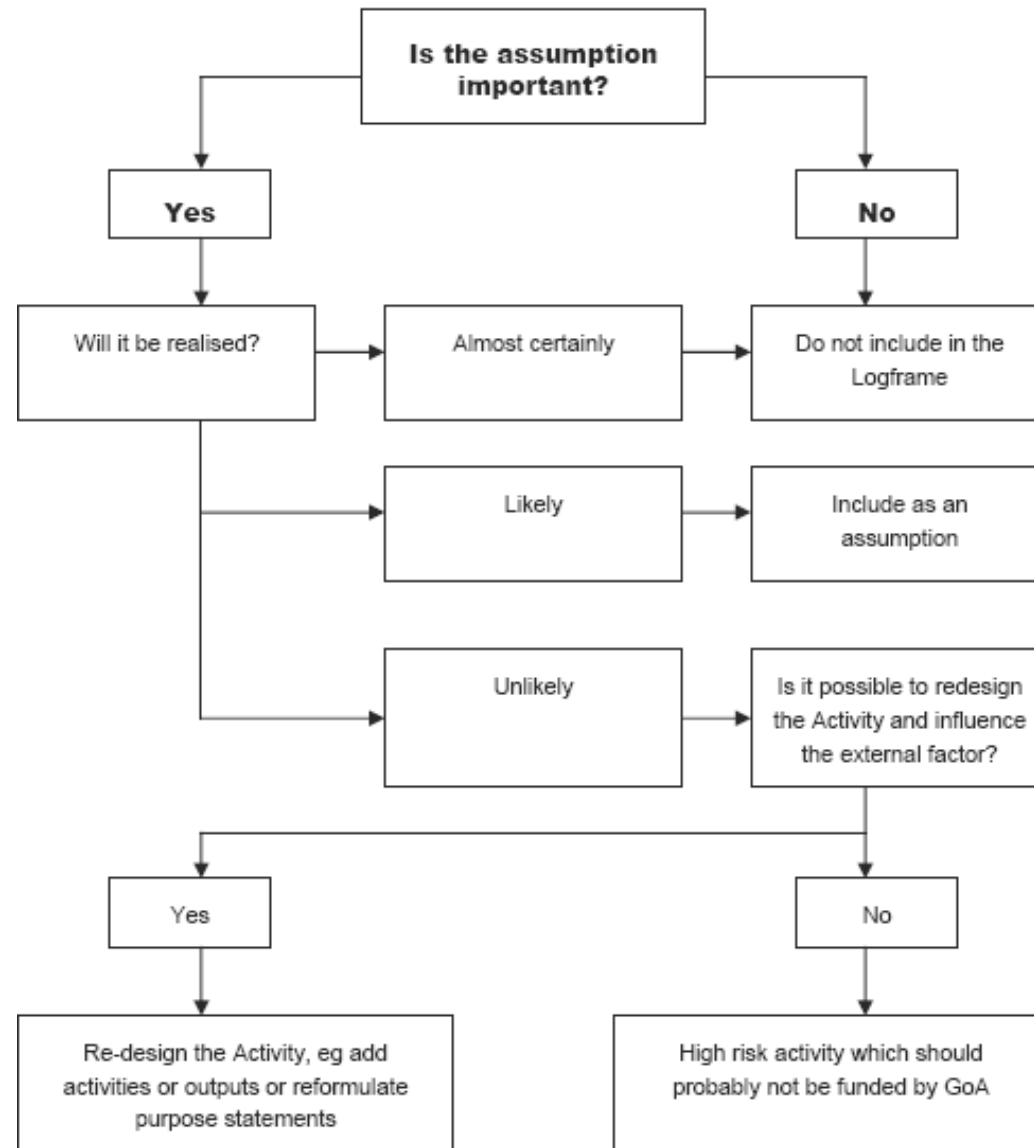 Is the assumption
important?
Yes
No
Will it be realised?
Almost certainly
Do not include in the
Logframe
Likely
Include as an
assumption
Unlikely
Is it possible to redesign
the Activity and influence
the external factor?
Yes
No
Re-design the Activity, eg add
activities or outputs or reformulate
purpose statements
High risk activity which should
probably not be funded by GoA